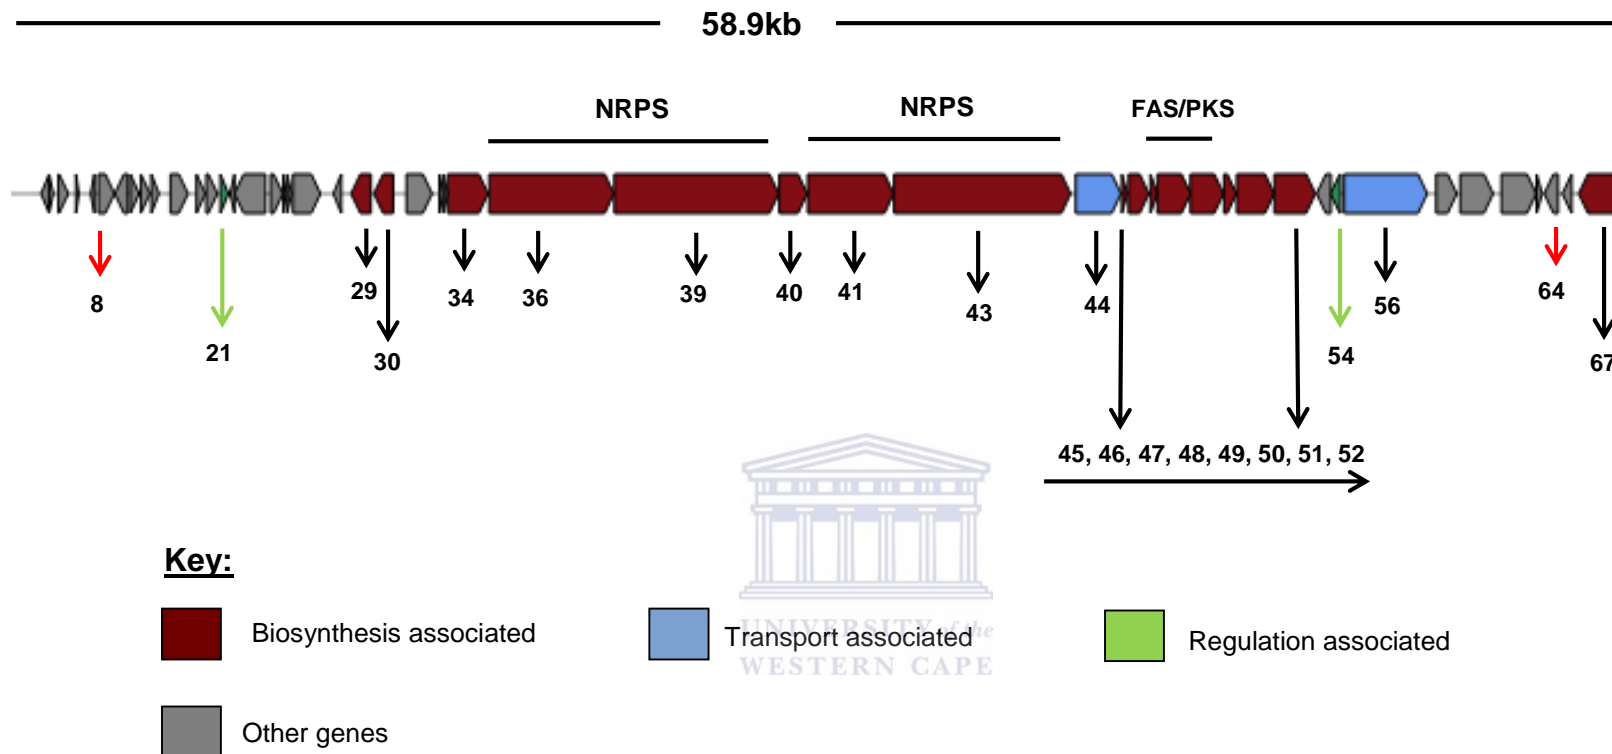 58.9kb
NRPS
NRPS
FAS/PKS
8
21
29
30
34
36
39
40
41
43
44
45, 46, 47, 48, 49, 50, 51, 52
54
56
64
67
Key:
Biosynthesis associated
Transport associated
Regulation associated
Other genes
UNIVERSITY of the
WESTERN CAPE